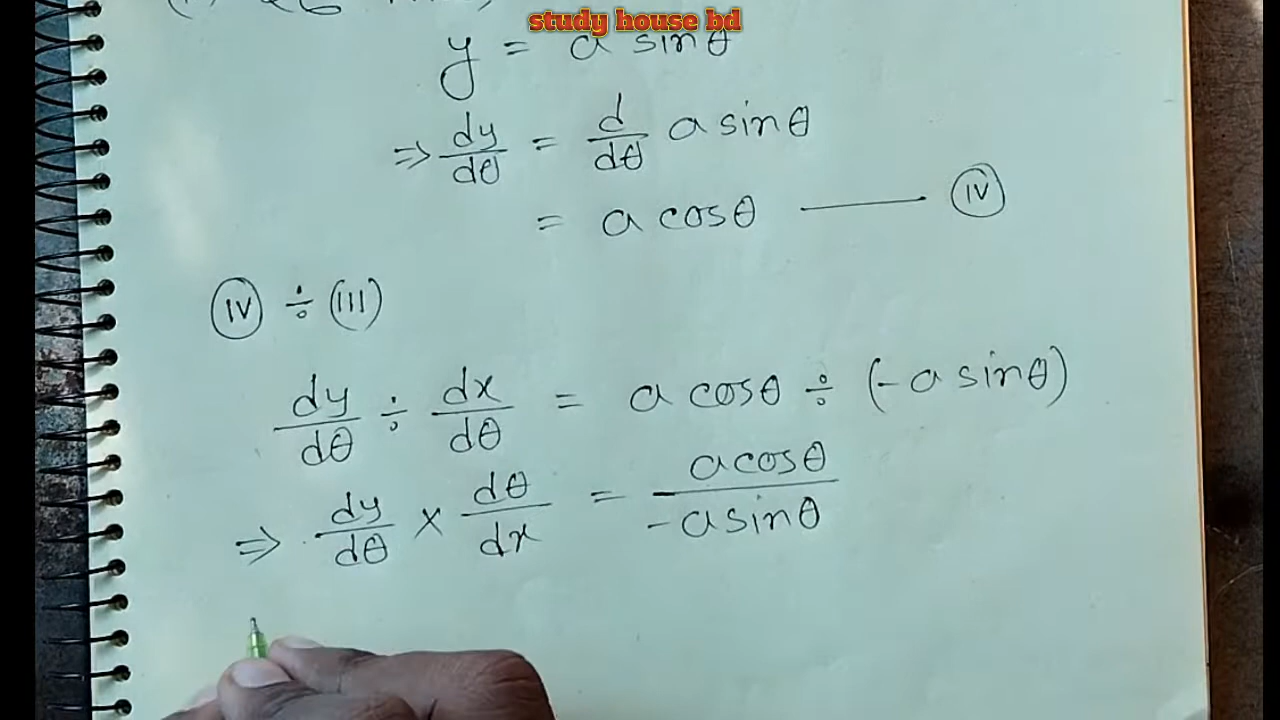 study house bd
y = a sinθ
⇒ dy/dθ = d/dθ a sinθ
= a cosθ —— (IV)
(IV) ÷ (III)
dy/dθ ÷ dx/dθ = a cosθ ÷ (- a sinθ)
⇒ dy/dθ × dθ/dx = a cosθ/- a sinθ